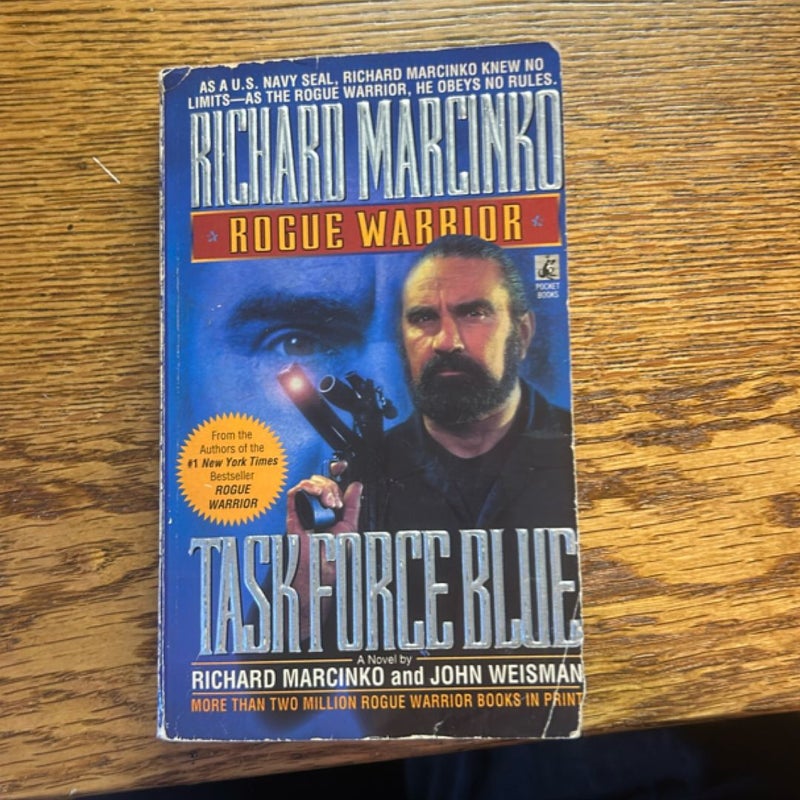 AS A U.S. NAVY SEAL, RICHARD MARCINKO KNEW NO
LIMITS—AS THE ROGUE WARRIOR, HE OBEYS NO RULES.
RICHARD MARCINKO
ROGUE WARRIOR
POCKET
BOOKS
From the
Authors of the
#1 New York Times
Bestseller
ROGUE
WARRIOR
TASK FORCE BLUE
A Novel by
RICHARD MARCINKO and JOHN WEISMAN
MORE THAN TWO MILLION ROGUE WARRIOR BOOKS IN PRINT